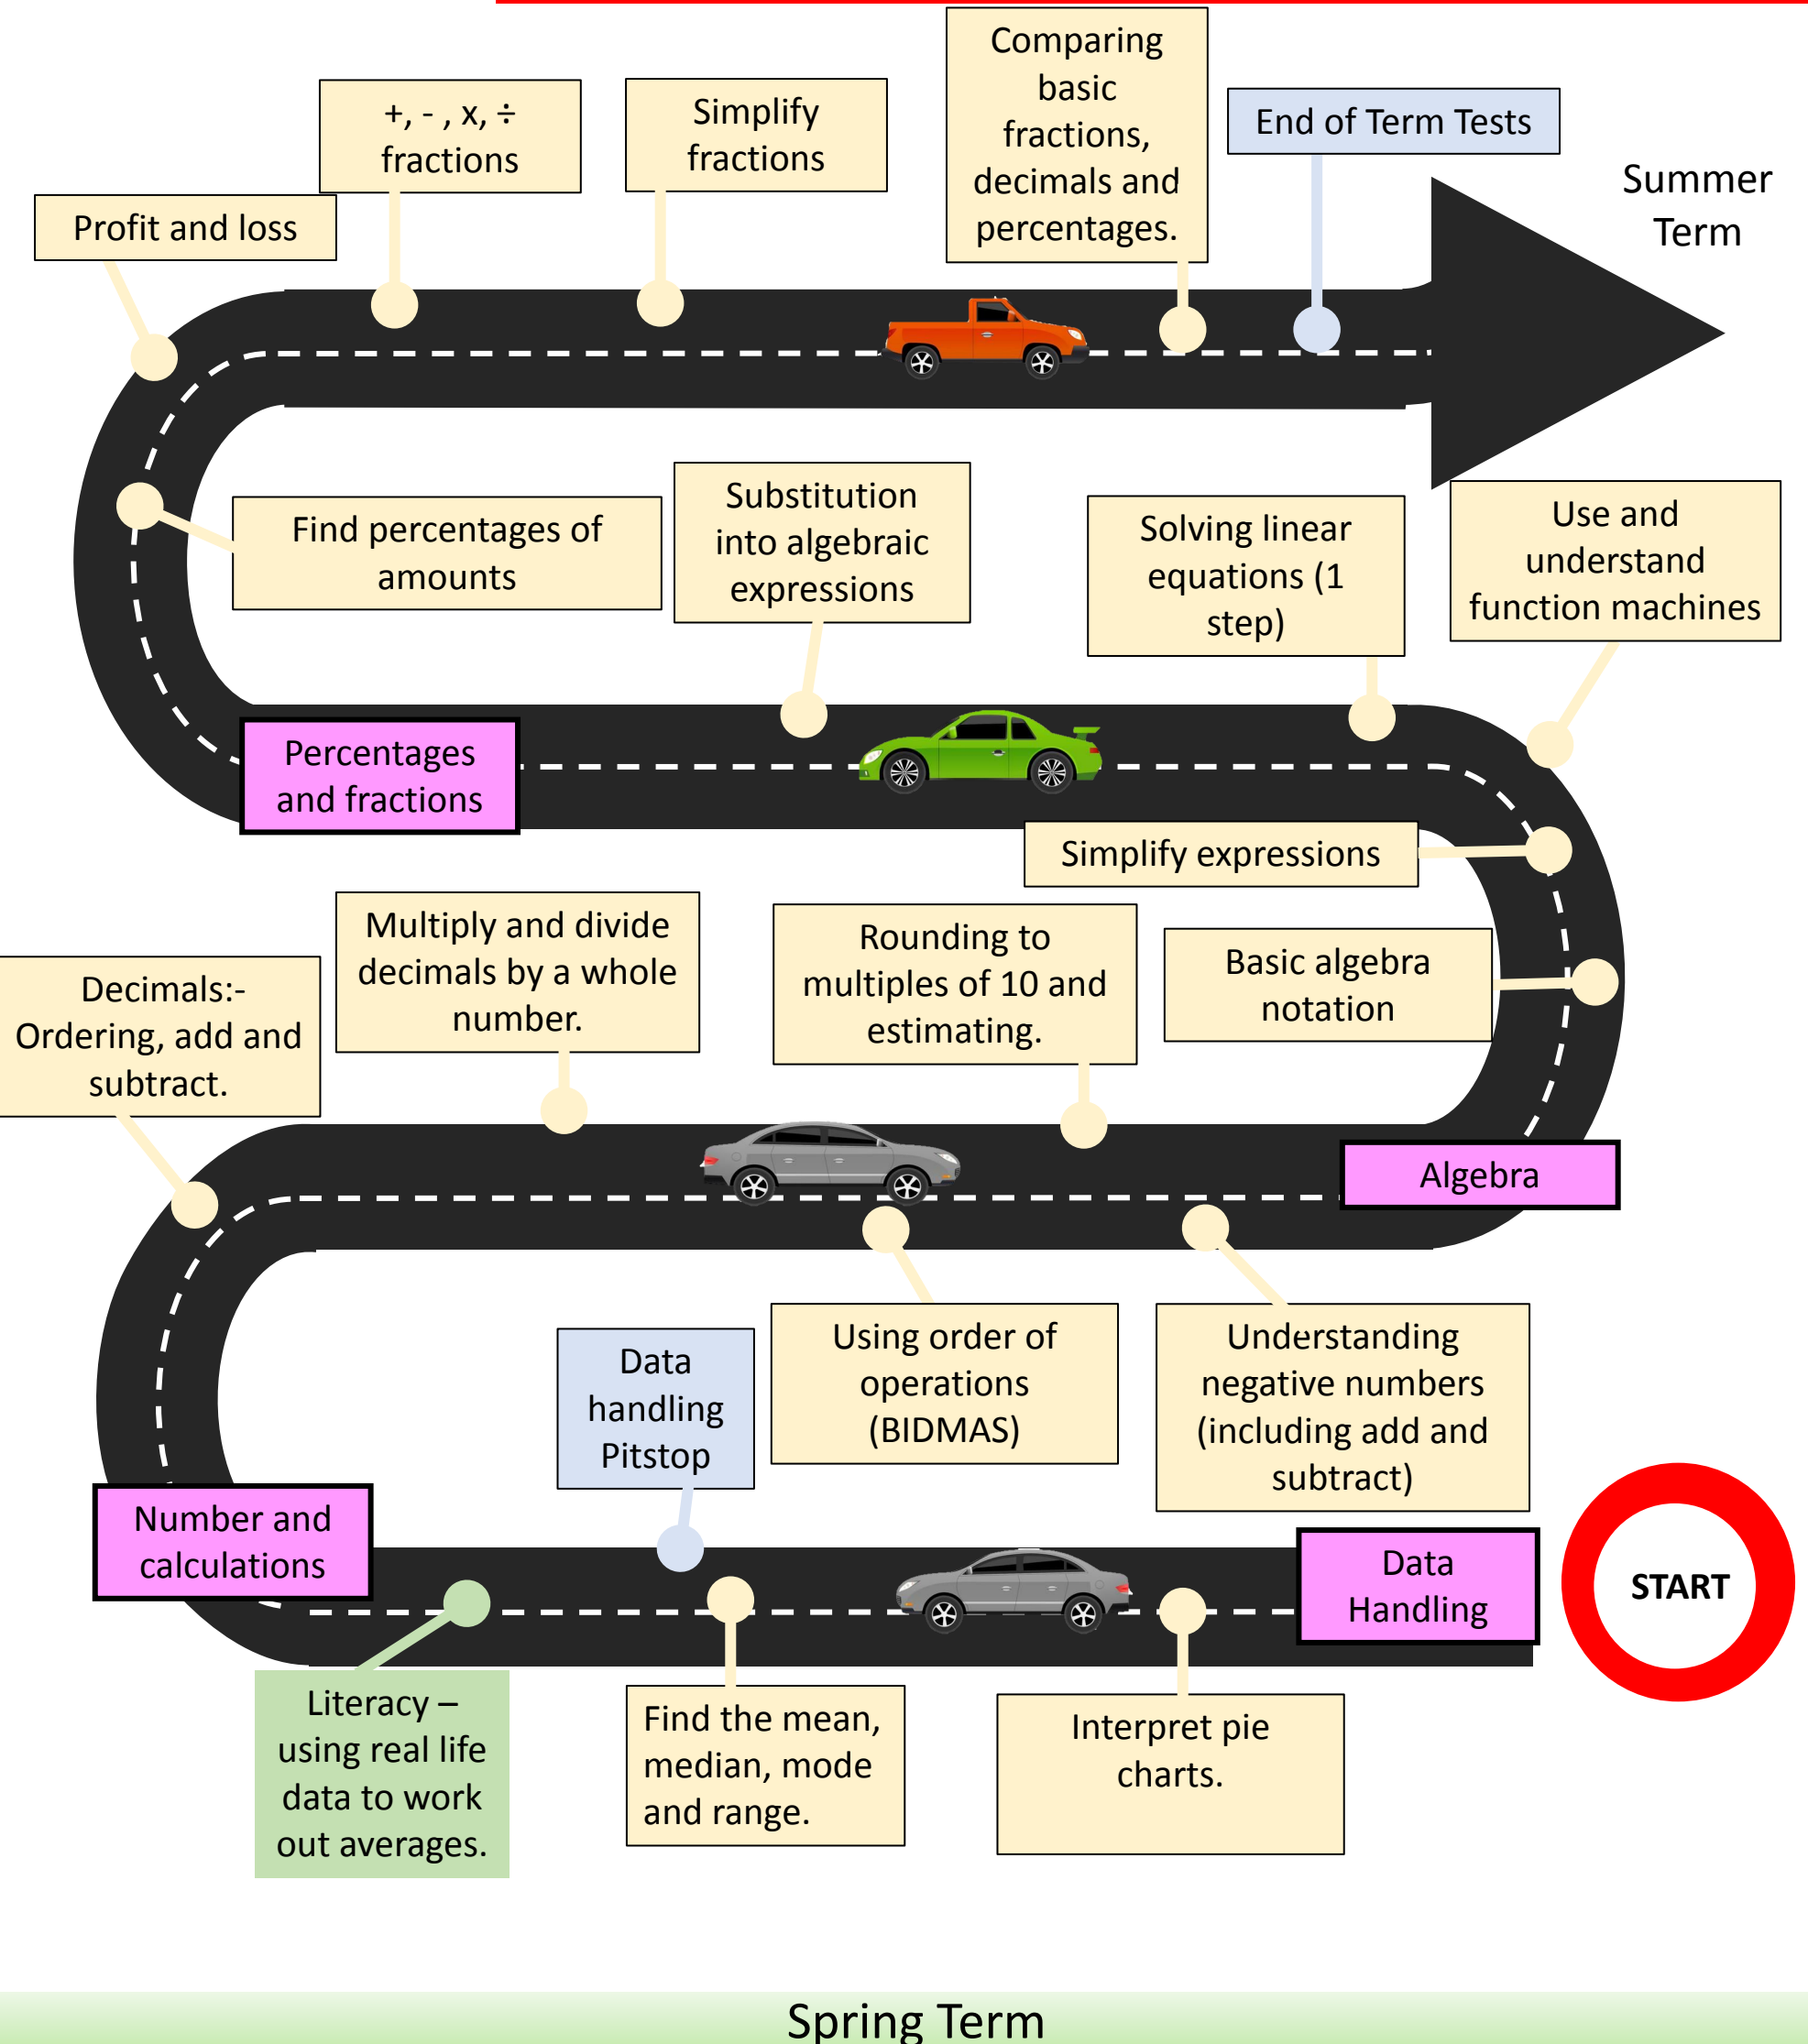 Comparing
basic
fractions,
decimals and
percentages.
+, - , x, ÷
fractions
Simplify
fractions
End of Term Tests
Summer
Term
Profit and loss
Find percentages of
amounts
Substitution
into algebraic
expressions
Solving linear
equations (1
step)
Use and
understand
function machines
Percentages
and fractions
Simplify expressions
Multiply and divide
decimals by a whole
number.
Rounding to
multiples of 10 and
estimating.
Basic algebra
notation
Decimals:-
Ordering, add and
subtract.
Algebra
Data
handling
Pitstop
Using order of
operations
(BIDMAS)
Understanding
negative numbers
(including add and
subtract)
Number and
calculations
Data
Handling
START
Literacy –
using real life
data to work
out averages.
Find the mean,
median, mode
and range.
Interpret pie
charts.
Spring Term